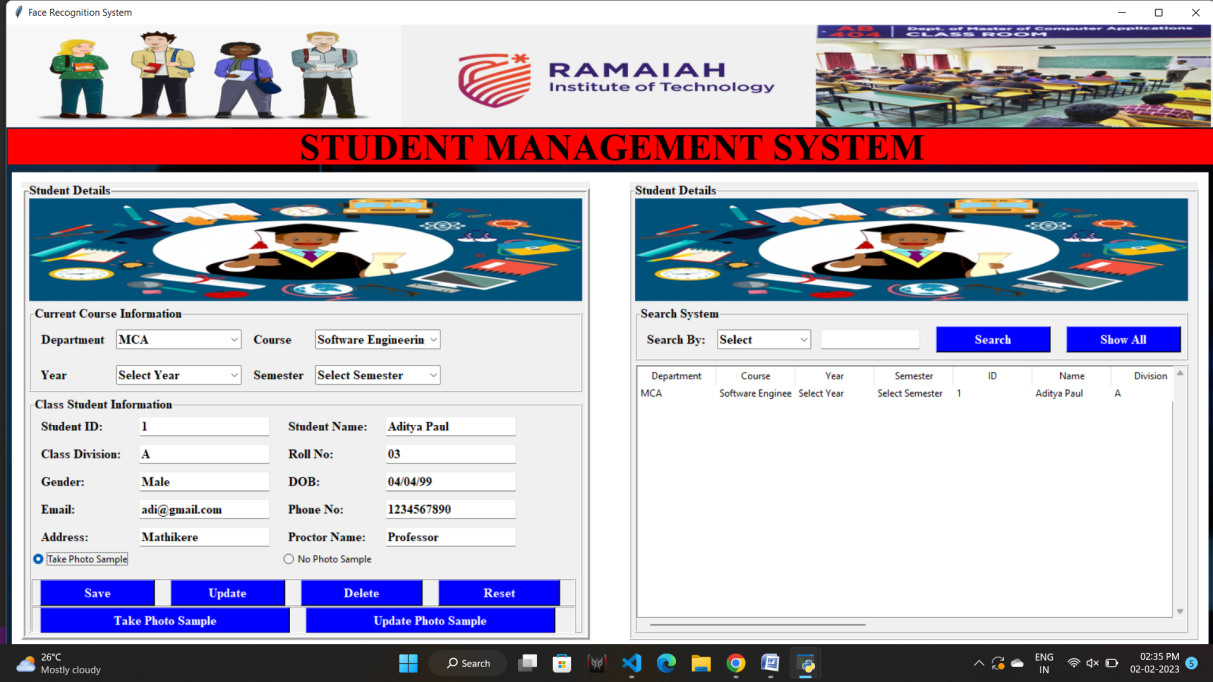 Face Recognition System
RAMAIAH
Institute of Technology
AB
404
Dept. of Master of Computer Applications
CLASS ROOM
STUDENT MANAGEMENT SYSTEM
Student Details
Current Course Information
Department MCA Course Software Engineerin
Year Select Year Semester Select Semester
Class Student Information
Student ID: 1 Student Name: Aditya Paul
Class Division: A Roll No: 03
Gender: Male DOB: 04/04/99
Email: adi@gmail.com Phone No: 1234567890
Address: Mathikere Proctor Name: Professor
Take Photo Sample No Photo Sample
Save Update Delete Reset
Take Photo Sample Update Photo Sample
Student Details
Search System
Search By: Select Search Show All
Department Course Year Semester ID Name Division
MCA Software Enginee Select Year Select Semester 1 Aditya Paul A
26°C
Mostly cloudy
Search
ENG
IN
02:35 PM
02-02-2023
5